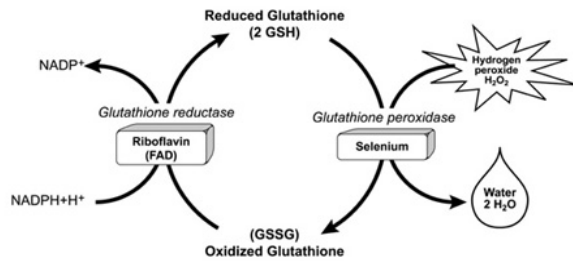 Reduced Glutathione
(2 GSH)
NADP⁺
Hydrogen
peroxide
H₂O₂
Glutathione reductase
Glutathione peroxidase
Riboflavin
(FAD)
Selenium
NADPH+H⁺
Water
2 H₂O
(GSSG)
Oxidized Glutathione